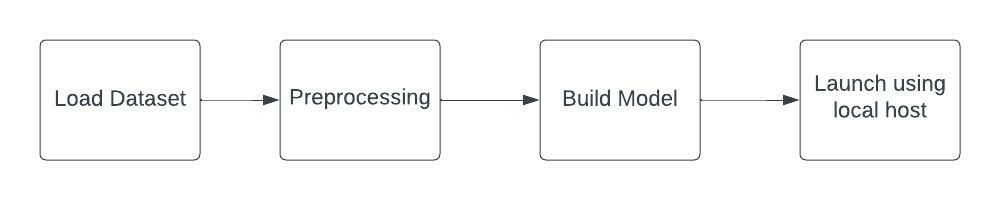 Load Dataset
Preprocessing
Build Model
Launch using
local host